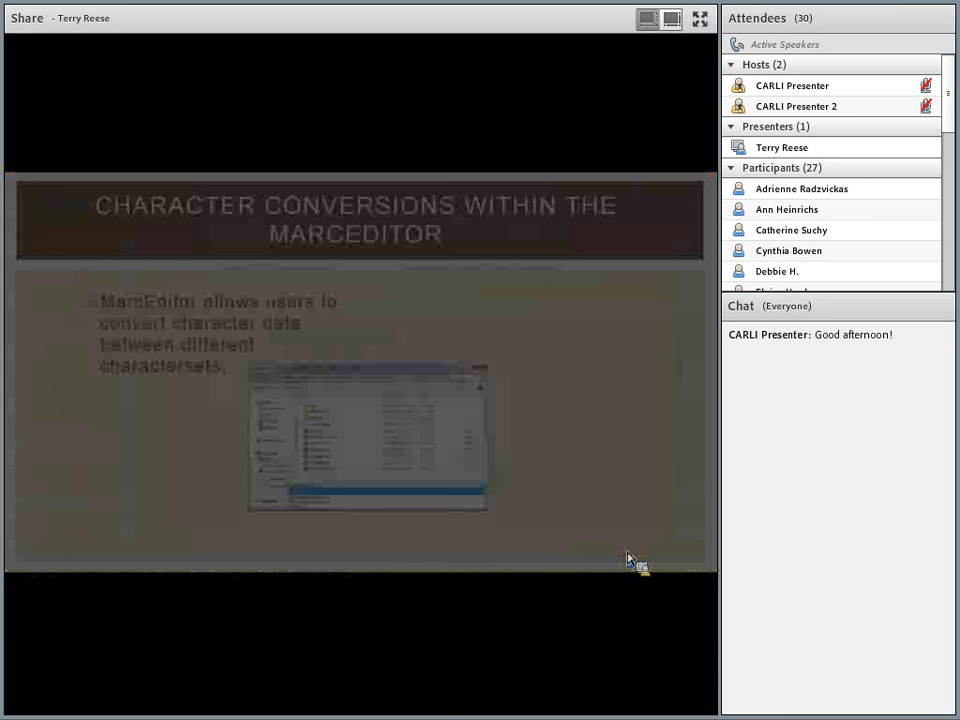 Share - Terry Reese
CHARACTER CONVERSIONS WITHIN THE
MARCEDITOR
MarcEditor allows users to
convert character data
between different
charactersets.
Attendees (30)
Active Speakers
Hosts (2)
CARLI Presenter
CARLI Presenter 2
Presenters (1)
Terry Reese
Participants (27)
Adrienne Radzvickas
Ann Heinrichs
Catherine Suchy
Cynthia Bowen
Debbie H.
Chat (Everyone)
CARLI Presenter: Good afternoon!